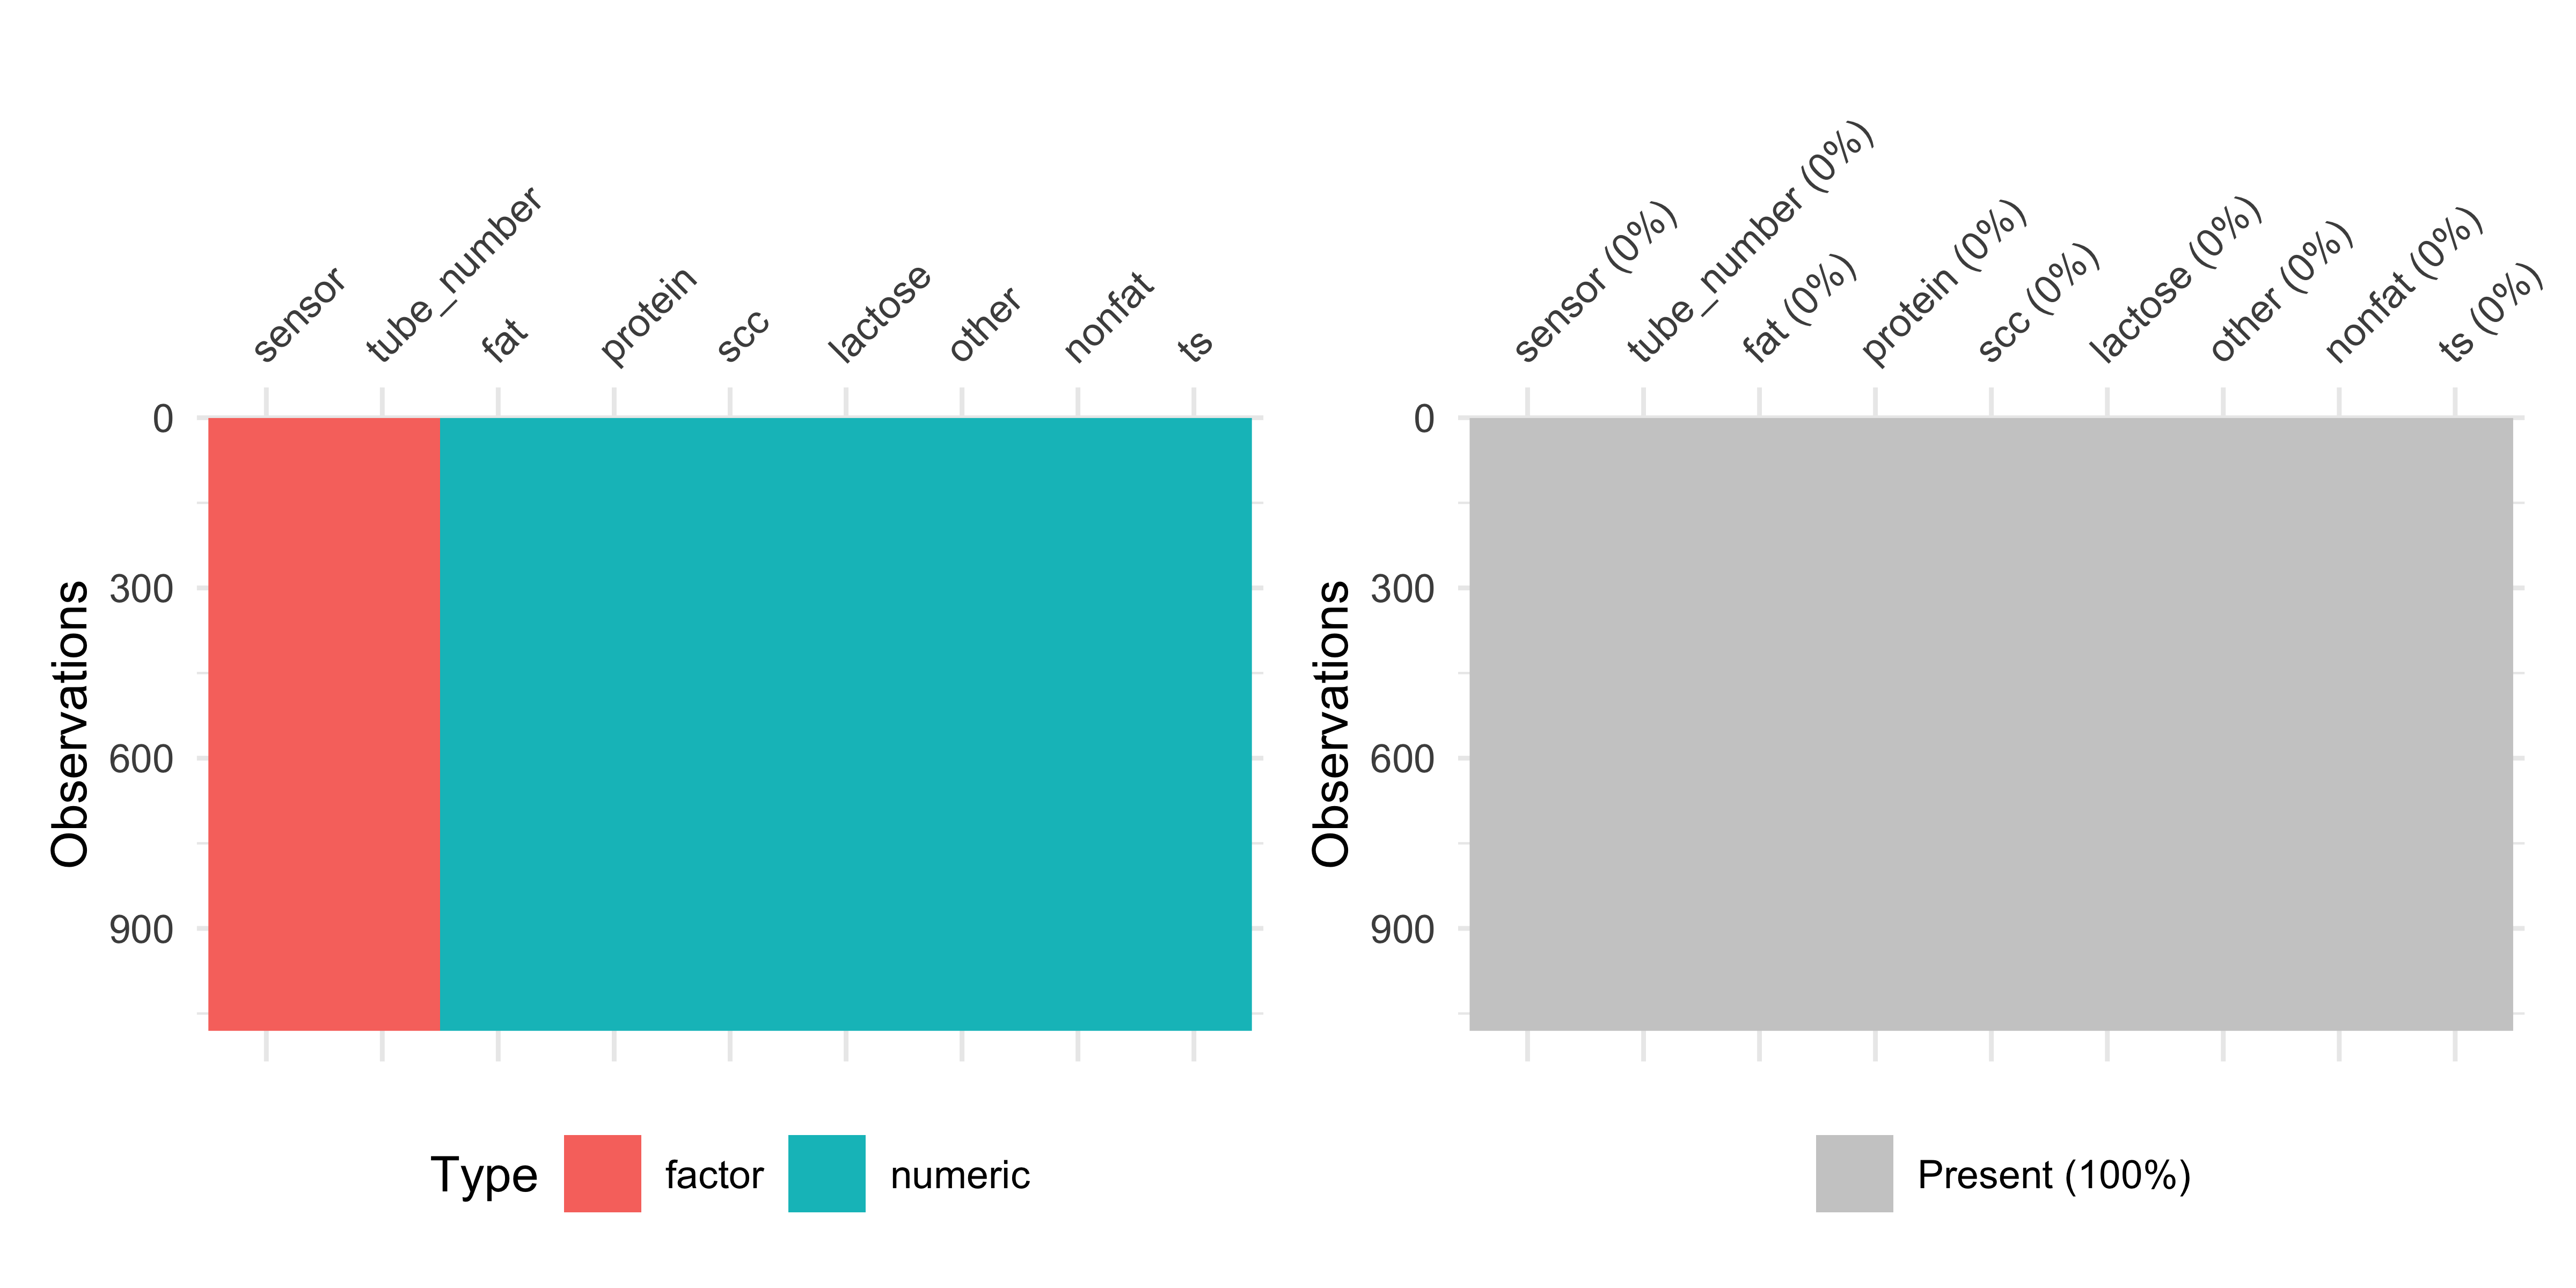 sensor
tube_number
fat
protein
scc
lactose
other
nonfat
ts
0
300
600
900
Observations
Type factor numeric
sensor (0%)
tube_number (0%)
fat (0%)
protein (0%)
scc (0%)
lactose (0%)
other (0%)
nonfat (0%)
ts (0%)
0
300
600
900
Observations
Present (100%)